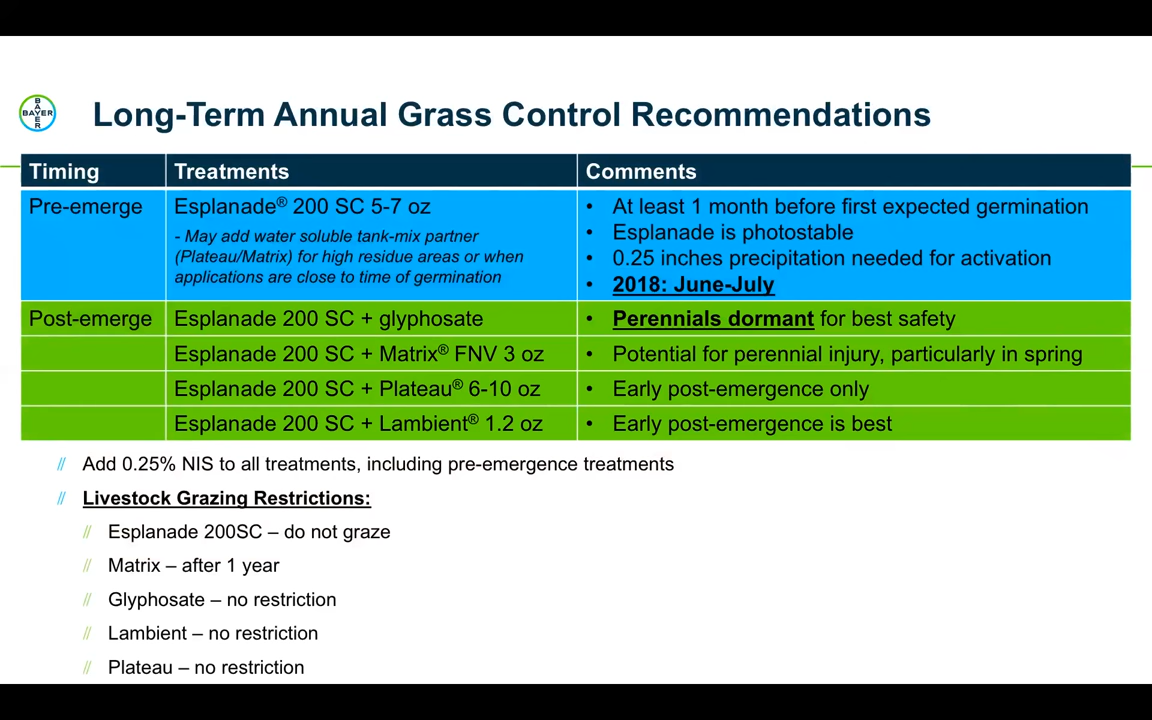 BAYER
BAYER
Long-Term Annual Grass Control Recommendations
Timing Treatments Comments
Pre-emerge Esplanade® 200 SC 5-7 oz
- May add water soluble tank-mix partner
(Plateau/Matrix) for high residue areas or when
applications are close to time of germination
• At least 1 month before first expected germination
• Esplanade is photostable
• 0.25 inches precipitation needed for activation
• 2018: June-July
Post-emerge Esplanade 200 SC + glyphosate • Perennials dormant for best safety
Esplanade 200 SC + Matrix® FNV 3 oz • Potential for perennial injury, particularly in spring
Esplanade 200 SC + Plateau® 6-10 oz • Early post-emergence only
Esplanade 200 SC + Lambient® 1.2 oz • Early post-emergence is best
// Add 0.25% NIS to all treatments, including pre-emergence treatments
// Livestock Grazing Restrictions:
// Esplanade 200SC – do not graze
// Matrix – after 1 year
// Glyphosate – no restriction
// Lambient – no restriction
// Plateau – no restriction